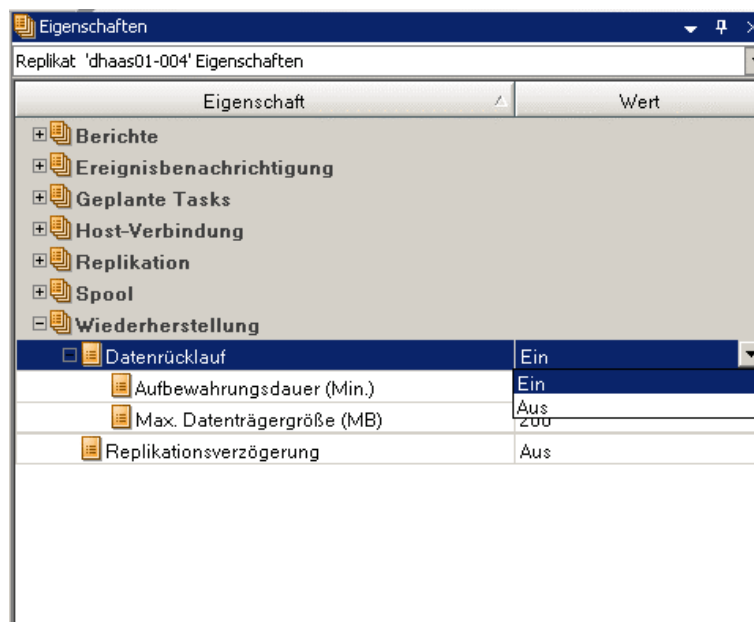 Eigenschaften
Replikat 'dhaas01-004' Eigenschaften
Eigenschaft Wert
Berichte
Ereignisbenachrichtigung
Geplante Tasks
Host-Verbindung
Replikation
Spool
Wiederherstellung
Datenrücklauf Ein
Aufbewahrungsdauer (Min.) Ein
Max. Datenträgergröße (MB) Aus
200
Replikationsverzögerung Aus